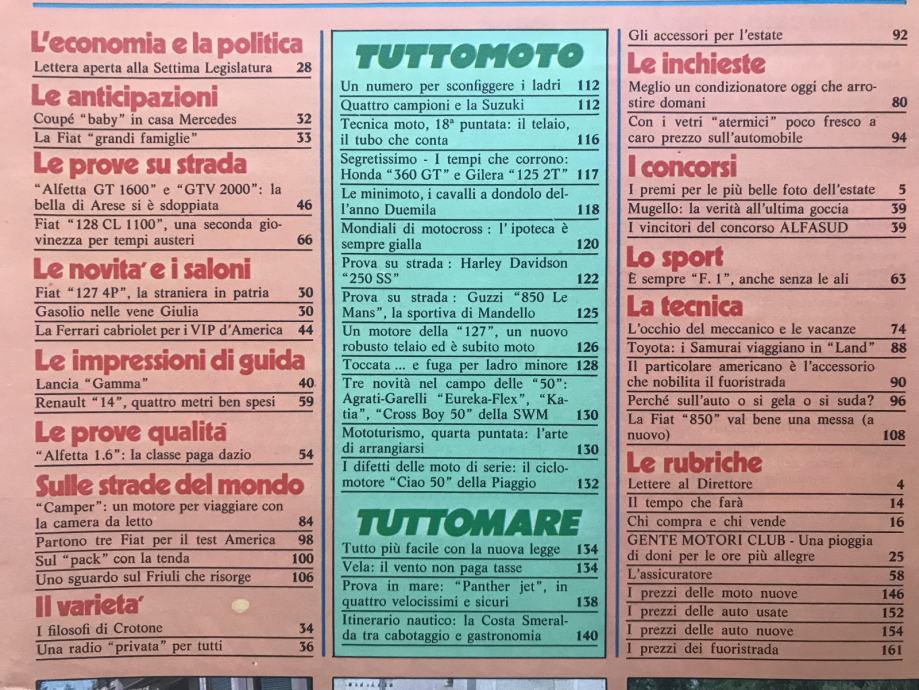 L'economia e la politica
Lettera aperta alla Settima Legislatura 28
Le anticipazioni
Coupé "baby" in casa Mercedes 32
La Fiat "grandi famiglie" 33
Le prove su strada
"Alfetta GT 1600" e "GTV 2000": la
bella di Arese si è sdoppiata 46
Fiat "128 CL 1100", una seconda gio-
vinezza per tempi austeri 66
Le novita' e i saloni
Fiat "127 4P", la straniera in patria 30
Gasolio nelle vene Giulia 30
La Ferrari cabriolet per i VIP d'America 44
Le impressioni di guida
Lancia "Gamma" 40
Renault "14", quattro metri ben spesi 59
Le prove qualità
"Alfetta 1.6": la classe paga dazio 54
Sulle strade del mondo
"Camper": un motore per viaggiare con
la camera da letto 84
Partono tre Fiat per il test America 98
Sul "pack" con la tenda 100
Uno sguardo sul Friuli che risorge 106
Il varieta'
I filosofi di Crotone 34
Una radio "privata" per tutti 36
TUTTOMOTO
Un numero per sconfiggere i ladri 112
Quattro campioni e la Suzuki 112
Tecnica moto, 18ª puntata: il telaio,
il tubo che conta 116
Segretissimo - I tempi che corrono:
Honda "360 GT" e Gilera "125 2T" 117
Le minimoto, i cavalli a dondolo del-
l'anno Duemila 118
Mondiali di motocross : l'ipoteca è
sempre gialla 120
Prova su strada : Harley Davidson
"250 SS" 122
Prova su strada : Guzzi "850 Le
Mans", la sportiva di Mandello 125
Un motore della "127", un nuovo
robusto telaio ed è subito moto 126
Toccata ... e fuga per ladro minore 128
Tre novità nel campo delle "50":
Agrati-Garelli "Eureka-Flex", "Ka-
tia", "Cross Boy 50" della SWM 130
Mototurismo, quarta puntata: l'arte
di arrangiarsi 130
I difetti delle moto di serie: il ciclo-
motore "Ciao 50" della Piaggio 132
TUTTOMARE
Tutto più facile con la nuova legge 134
Vela: il vento non paga tasse 134
Prova in mare: "Panther jet", in
quattro velocissimi e sicuri 138
Itinerario nautico: la Costa Smeral-
da tra cabotaggio e gastronomia 140
Gli accessori per l'estate 92
Le inchieste
Meglio un condizionatore oggi che arro-
stire domani 80
Con i vetri "atermici" poco fresco a
caro prezzo sull'automobile 94
I concorsi
I premi per le più belle foto dell'estate 5
Mugello: la verità all'ultima goccia 39
I vincitori del concorso ALFASUD 39
Lo sport
È sempre "F. 1", anche senza le ali 63
La tecnica
L'occhio del meccanico e le vacanze 74
Toyota: i Samurai viaggiano in "Land" 88
Il particolare americano è l'accessorio
che nobilita il fuoristrada 90
Perché sull'auto o si gela o si suda? 96
La Fiat "850" val bene una messa (a
nuovo) 108
Le rubriche
Lettere al Direttore 4
Il tempo che farà 14
Chi compra e chi vende 16
GENTE MOTORI CLUB - Una pioggia
di doni per le ore più allegre 25
L'assicuratore 58
I prezzi delle moto nuove 146
I prezzi delle auto usate 152
I prezzi delle auto nuove 154
I prezzi dei fuoristrada 161